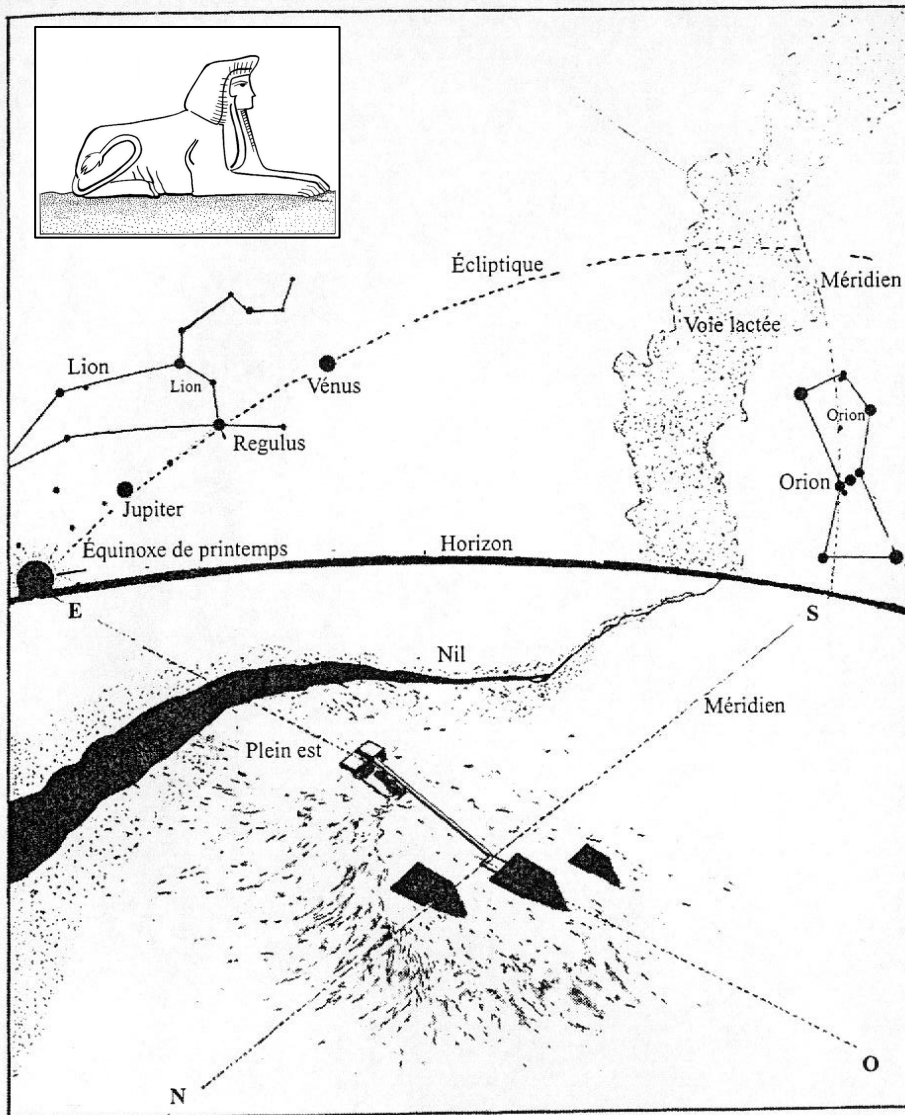 Écliptique
Méridien
Voie lactée
Lion
Lion
Vénus
Orion
Regulus
Orion
Jupiter
Équinoxe de printemps
Horizon
E
S
Nil
Méridien
Plein est
O
N